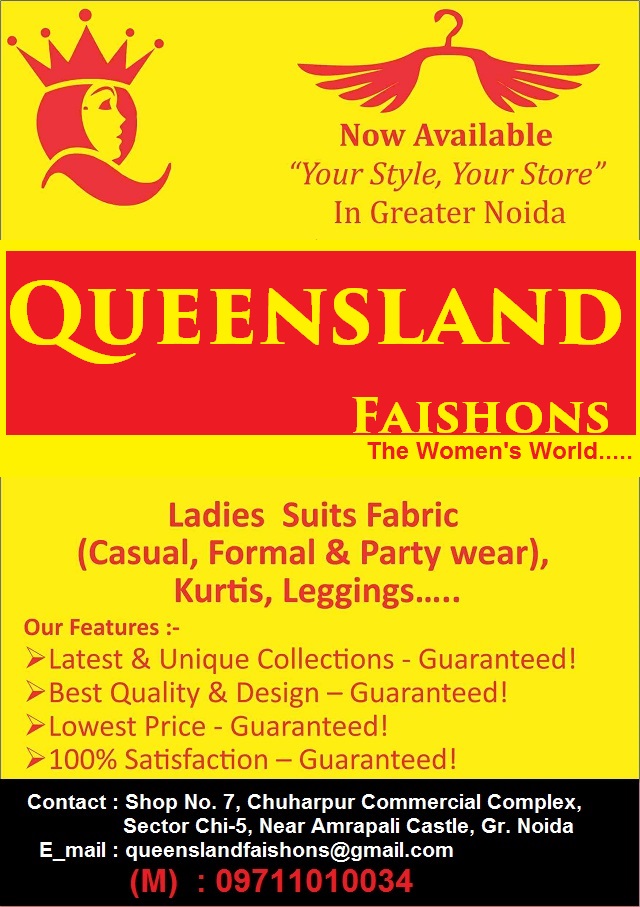 Now Available
“Your Style, Your Store”
In Greater Noida
QUEENSLAND
FAISHONS
The Women's World.....
Ladies Suits Fabric
(Casual, Formal & Party wear),
Kurtis, Leggings.....
Our Features :-
➢Latest & Unique Collections - Guaranteed!
➢Best Quality & Design – Guaranteed!
➢Lowest Price - Guaranteed!
➢100% Satisfaction – Guaranteed!
Contact : Shop No. 7, Chuharpur Commercial Complex,
Sector Chi-5, Near Amrapali Castle, Gr. Noida
E_mail : queenslandfaishons@gmail.com
(M) : 09711010034